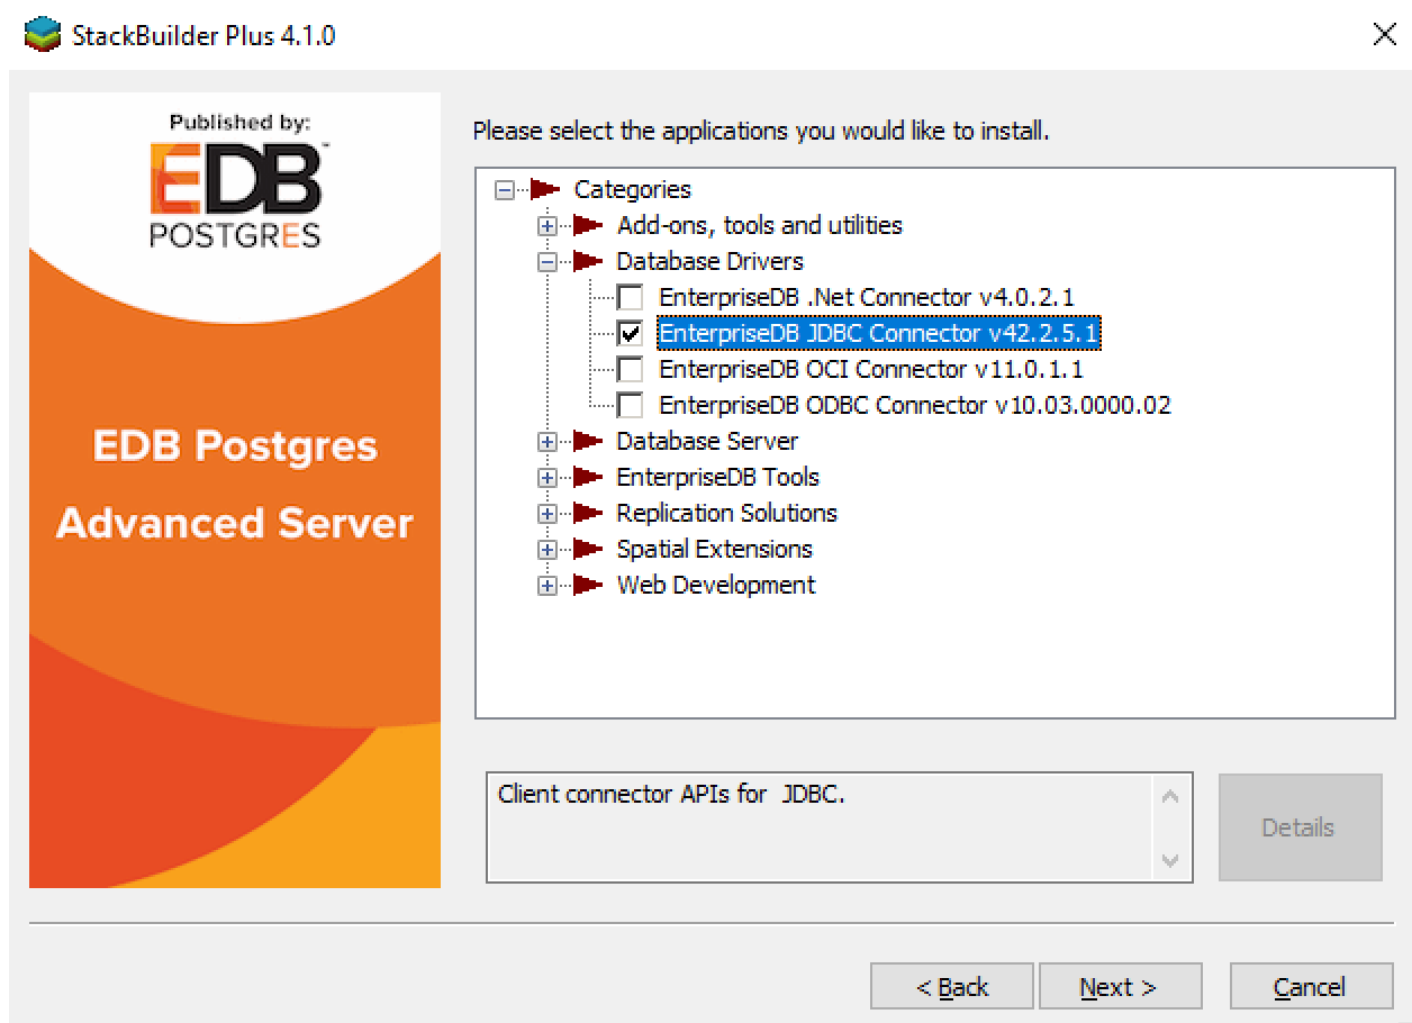 StackBuilder Plus 4.1.0
Published by:
EDB™
POSTGRES
EDB Postgres
Advanced Server
Please select the applications you would like to install.
Categories
Add-ons, tools and utilities
Database Drivers
EnterpriseDB .Net Connector v4.0.2.1
EnterpriseDB JDBC Connector v42.2.5.1
EnterpriseDB OCI Connector v11.0.1.1
EnterpriseDB ODBC Connector v10.03.0000.02
Database Server
EnterpriseDB Tools
Replication Solutions
Spatial Extensions
Web Development
Client connector APIs for  JDBC.
Details
< Back
Next >
Cancel